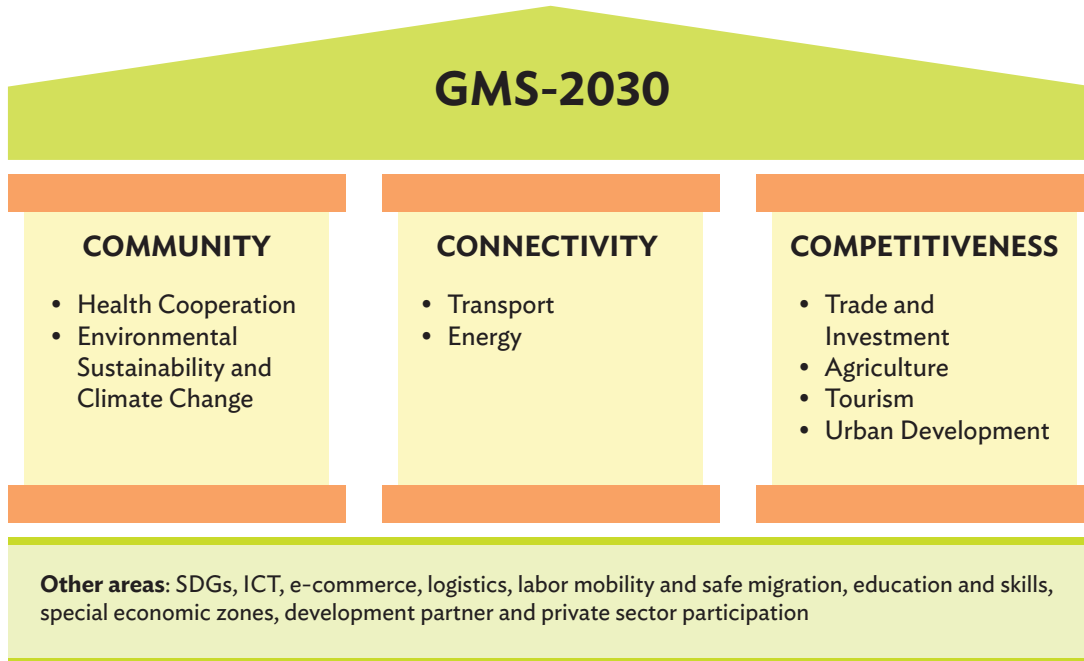 GMS-2030
COMMUNITY
• Health Cooperation
• Environmental
Sustainability and
Climate Change
CONNECTIVITY
• Transport
• Energy
COMPETITIVENESS
• Trade and
Investment
• Agriculture
• Tourism
• Urban Development
Other areas: SDGs, ICT, e-commerce, logistics, labor mobility and safe migration, education and skills,
special economic zones, development partner and private sector participation